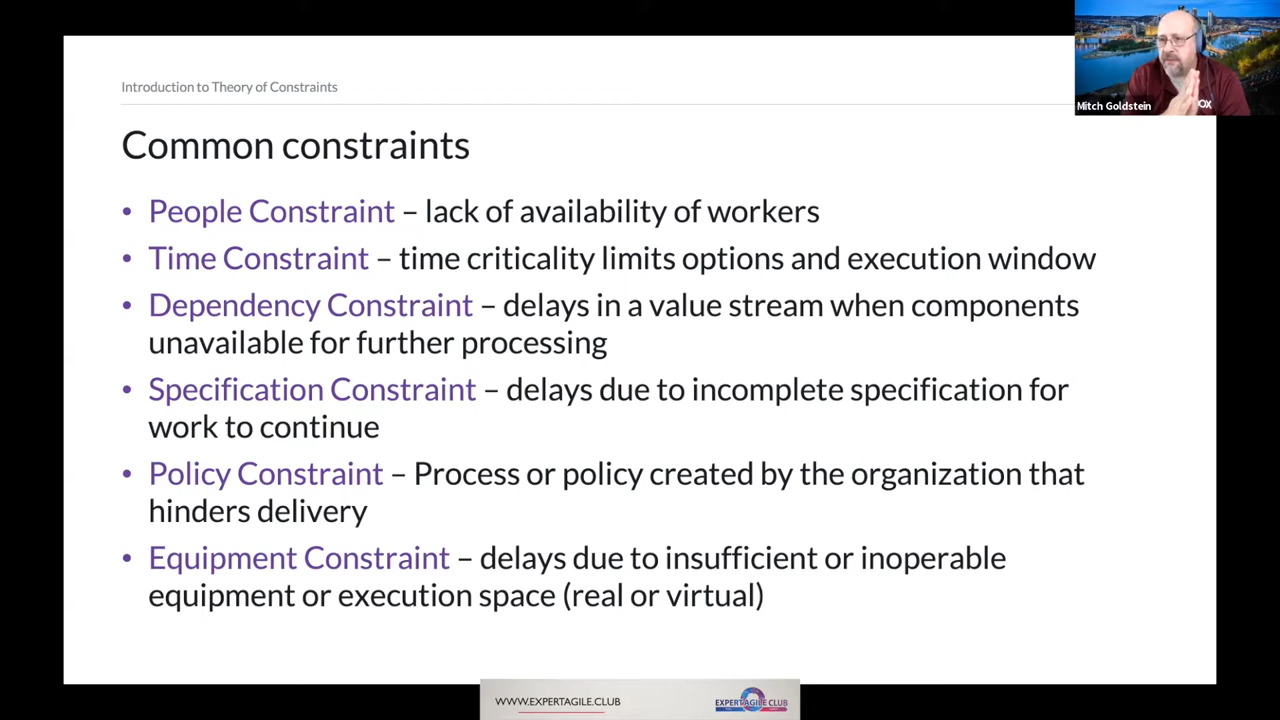 Introduction to Theory of Constraints
Common constraints
• People Constraint – lack of availability of workers
• Time Constraint – time criticality limits options and execution window
• Dependency Constraint – delays in a value stream when components
unavailable for further processing
• Specification Constraint – delays due to incomplete specification for
work to continue
• Policy Constraint – Process or policy created by the organization that
hinders delivery
• Equipment Constraint – delays due to insufficient or inoperable
equipment or execution space (real or virtual)
Mitch Goldstein
OX
WWW.EXPERTAGILE.CLUB
EXPERTAGILE.CLUB